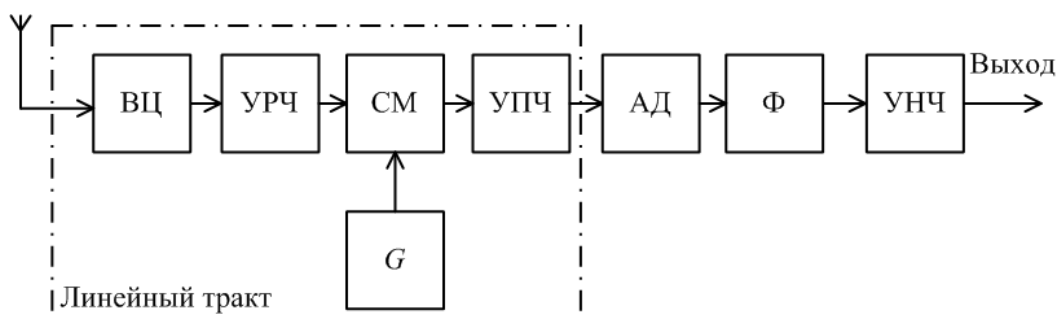 ВЦ
УРЧ
СМ
УПЧ
АД
Ф
УНЧ
Выход
G
Линейный тракт